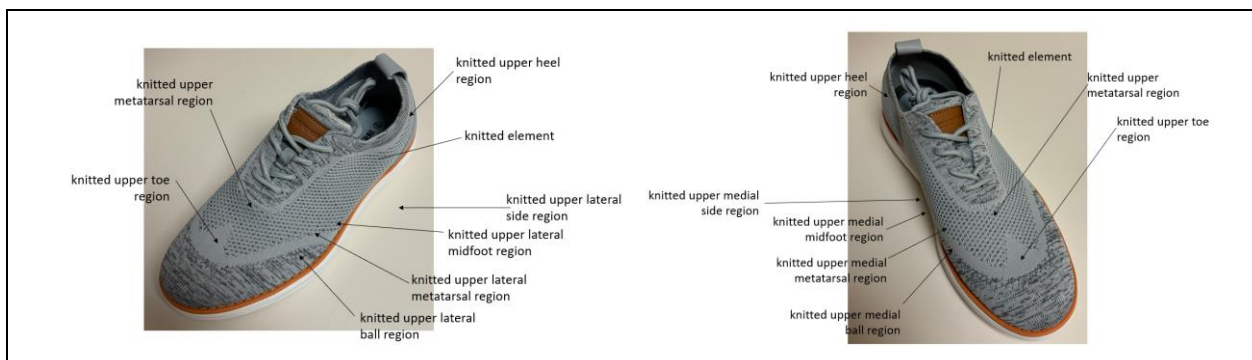 knitted upper heel
region
knitted upper
metatarsal region
knitted element
knitted upper toe
region
knitted upper lateral
side region
knitted upper lateral
midfoot region
knitted upper lateral
metatarsal region
knitted upper lateral
ball region
knitted element
knitted upper heel
region
knitted upper
metatarsal region
knitted upper toe
region
knitted upper medial
side region
knitted upper medial
midfoot region
knitted upper medial
metatarsal region
knitted upper medial
ball region